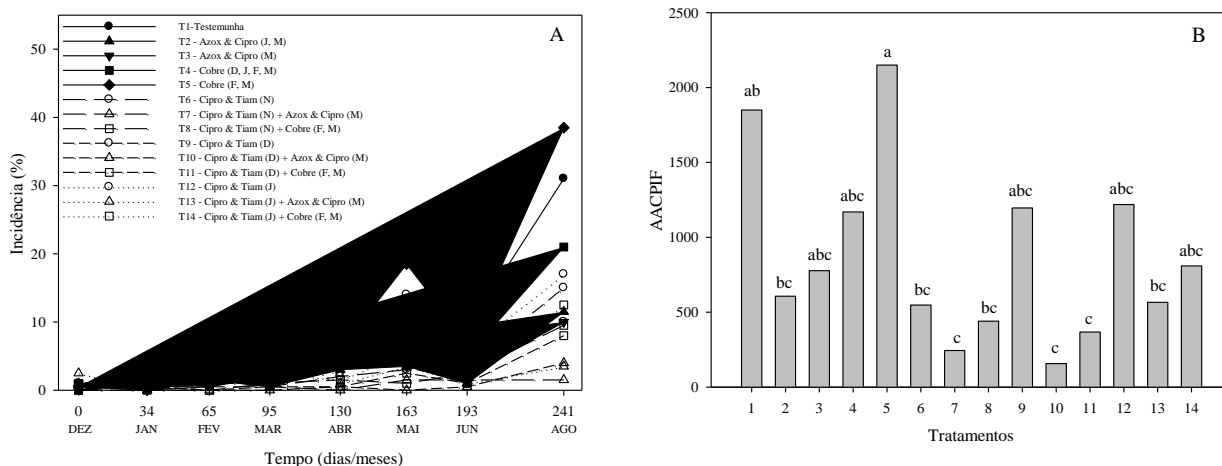 A
T1-Testemunha
T2 - Azox & Cipro (J, M)
T3 - Azox & Cipro (M)
T4 - Cobre (D, J, F, M)
T5 - Cobre (F, M)
T6 - Cipro & Tiam (N)
T7 - Cipro & Tiam (N) + Azox & Cipro (M)
T8 - Cipro & Tiam (N) + Cobre (F, M)
T9 - Cipro & Tiam (D)
T10 - Cipro & Tiam (D) + Azox & Cipro (M)
T11 - Cipro & Tiam (D) + Cobre (F, M)
T12 - Cipro & Tiam (J)
T13 - Cipro & Tiam (J) + Azox & Cipro (M)
T14 - Cipro & Tiam (J) + Cobre (F, M)
Incidência (%)
50
40
30
20
10
0
0 34 65 95 130 163 193 241
DEZ JAN FEV MAR ABR MAI JUN AGO
Tempo (dias/meses)
B
AACPIF
2500
2000
1500
1000
500
0
ab bc abc abc a bc c bc abc c c abc bc abc
1 2 3 4 5 6 7 8 9 10 11 12 13 14
Tratamentos